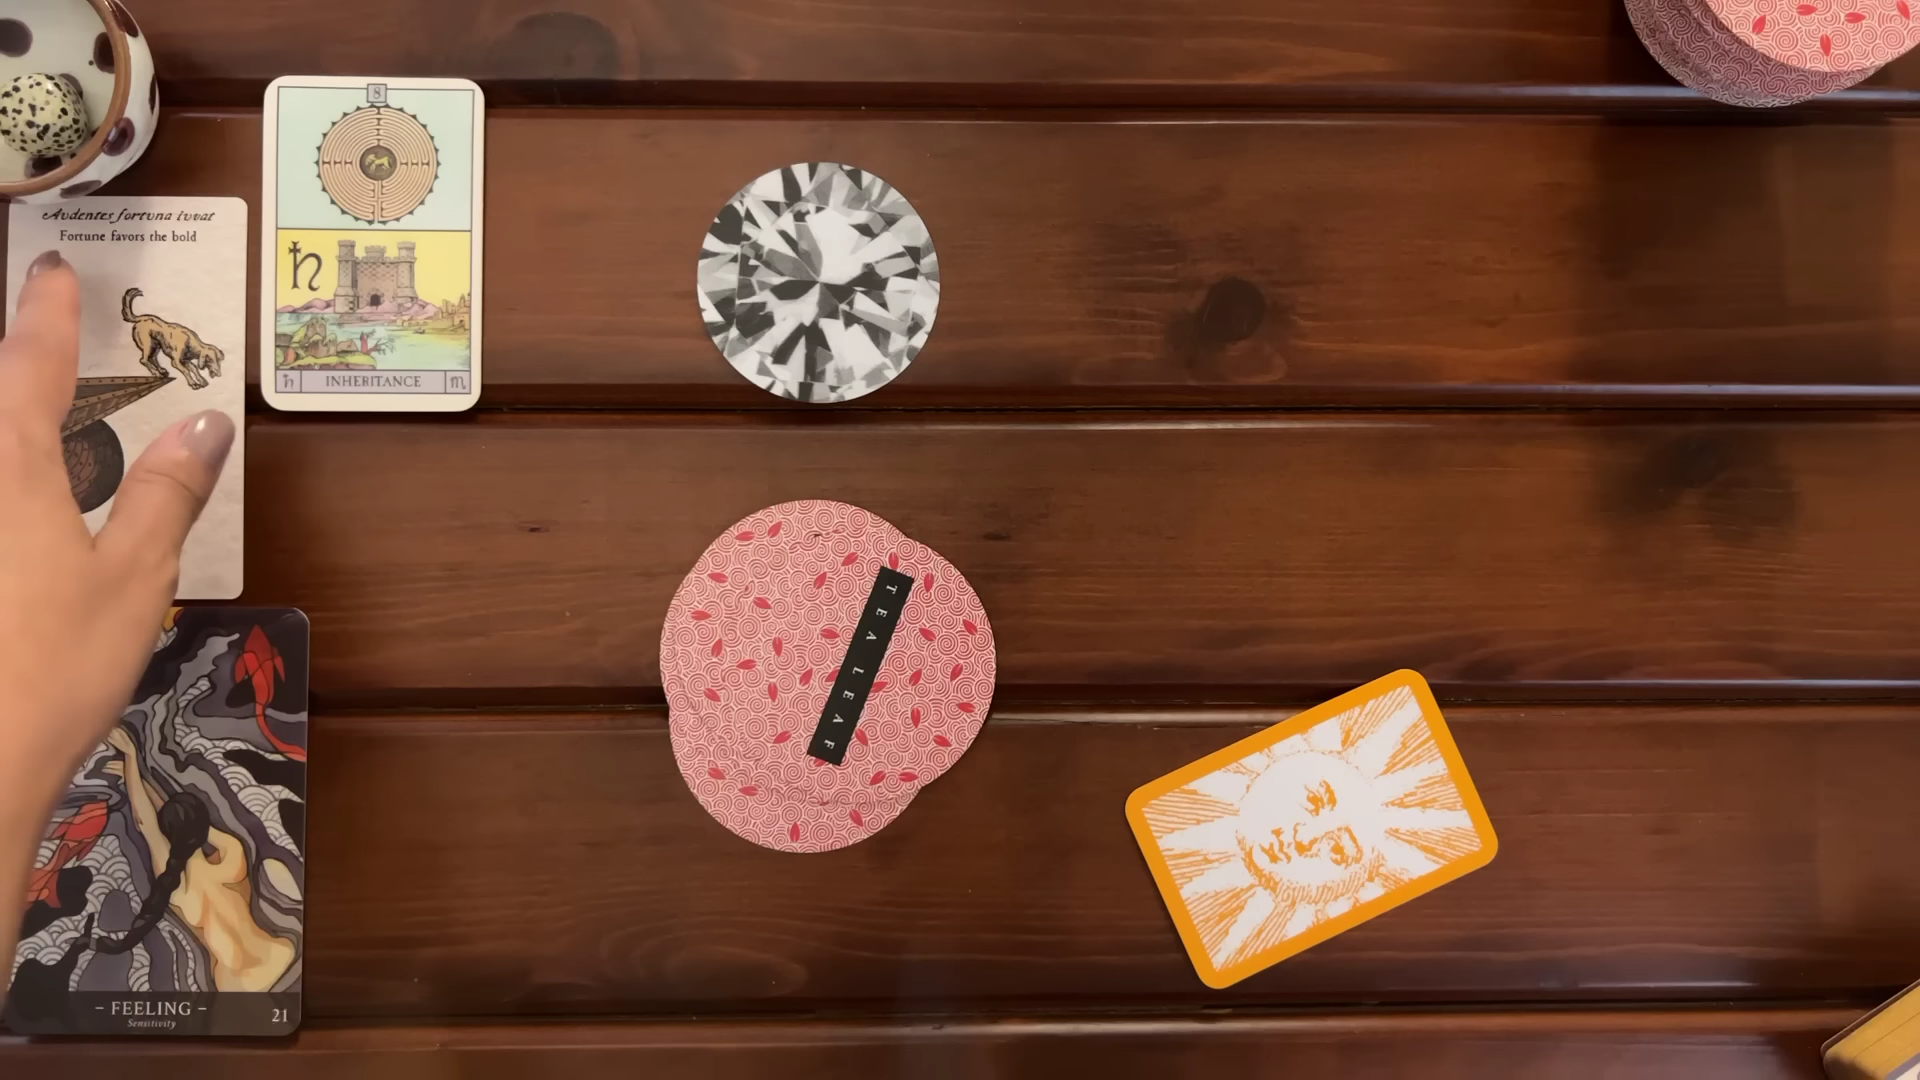 8
Audentes fortuna iuvat
Fortune favors the bold
♄
♄ INHERITANCE ♏
TEA LEAF
- FEELING -
Sensitivity
21